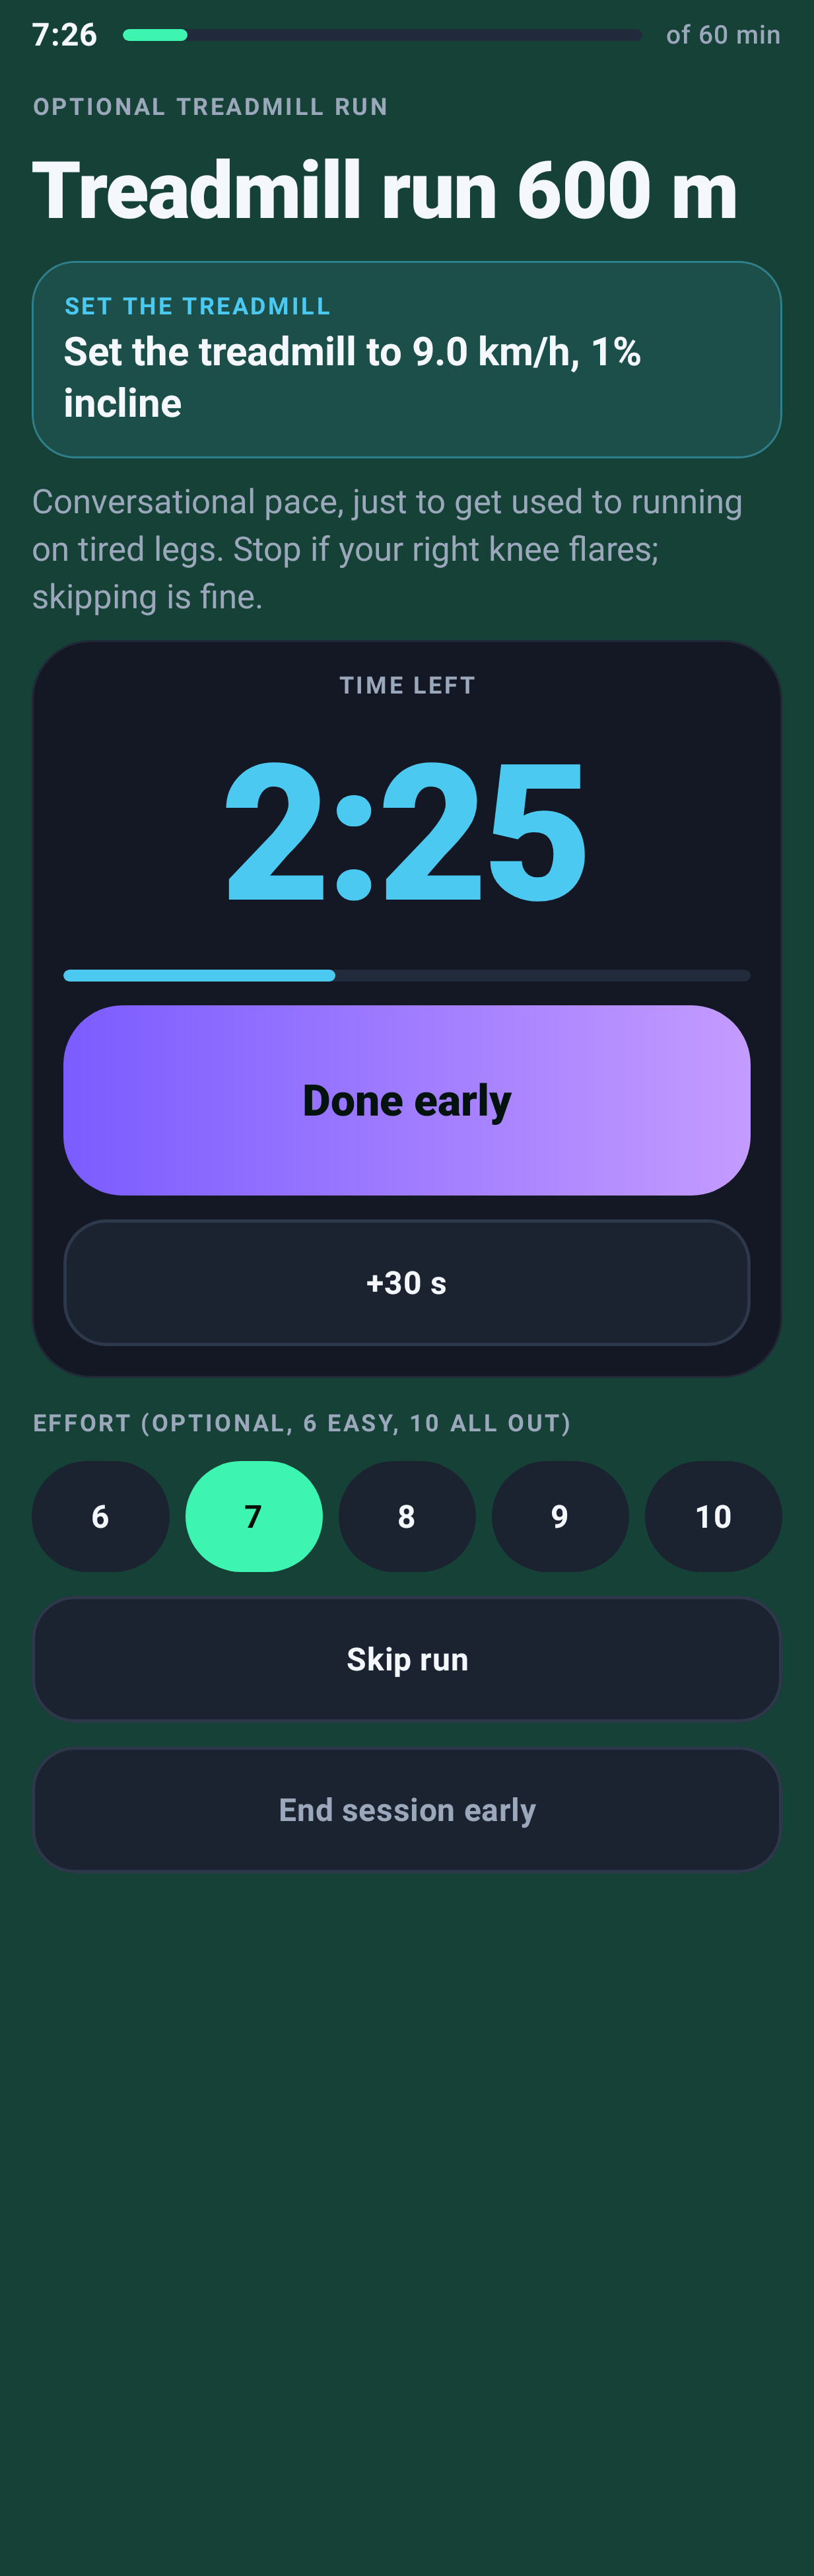 7:26
of 60 min
OPTIONAL TREADMILL RUN
Treadmill run 600 m
SET THE TREADMILL
Set the treadmill to 9.0 km/h, 1%
incline
Conversational pace, just to get used to running
on tired legs. Stop if your right knee flares;
skipping is fine.
TIME LEFT
2:25
Done early
+30 s
EFFORT (OPTIONAL, 6 EASY, 10 ALL OUT)
6 7 8 9 10
Skip run
End session early